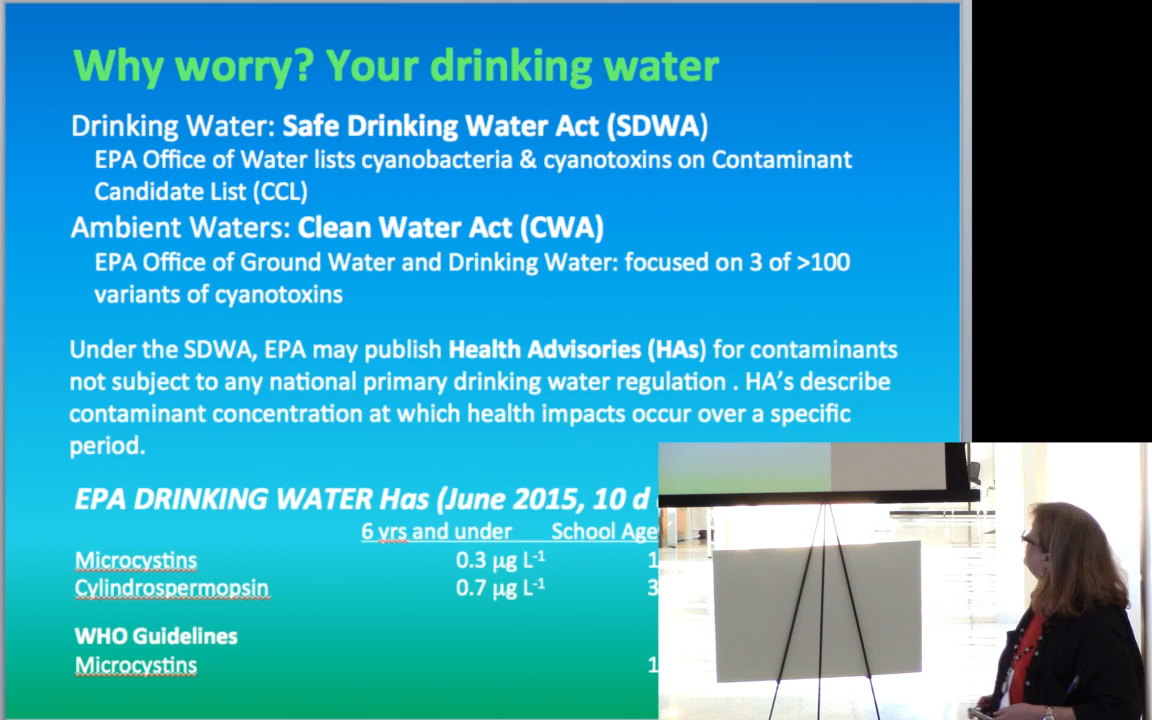 Why worry? Your drinking water
Drinking Water: Safe Drinking Water Act (SDWA)
EPA Office of Water lists cyanobacteria & cyanotoxins on Contaminant
Candidate List (CCL)
Ambient Waters: Clean Water Act (CWA)
EPA Office of Ground Water and Drinking Water: focused on 3 of >100
variants of cyanotoxins
Under the SDWA, EPA may publish Health Advisories (HAs) for contaminants
not subject to any national primary drinking water regulation . HA’s describe
contaminant concentration at which health impacts occur over a specific
period.
EPA DRINKING WATER Has (June 2015, 10 d
6 yrs and under School Age
Microcystins 0.3 µg L-1 1
Cylindrospermopsin 0.7 µg L-1 3
WHO Guidelines
Microcystins 1